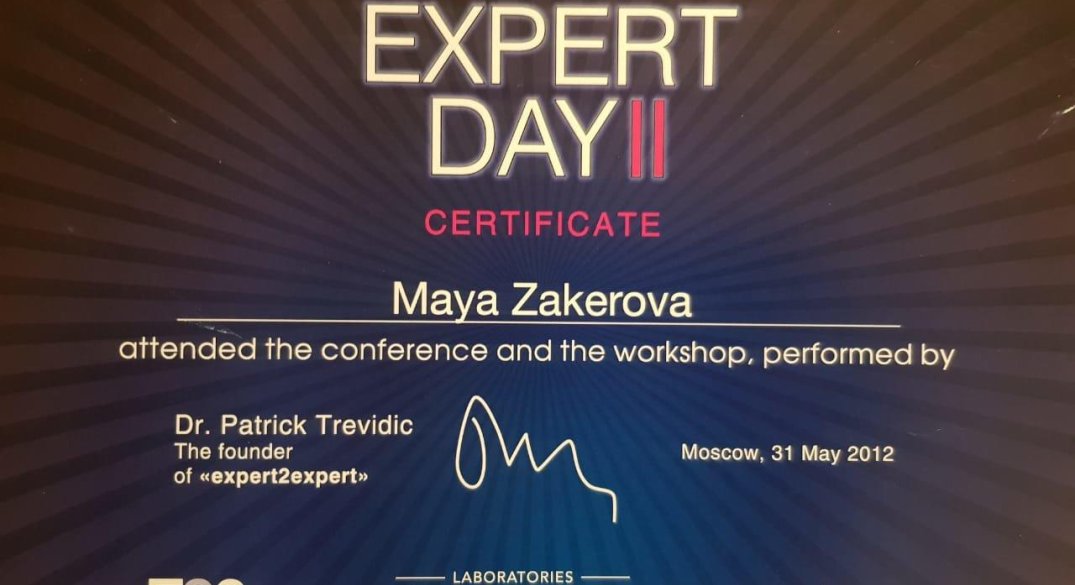 EXPERT
DAY II
CERTIFICATE
Maya Zakerova
attended the conference and the workshop, performed by
Dr. Patrick Trevidic
The founder
of «expert2expert»
Moscow, 31 May 2012
LABORATORIES